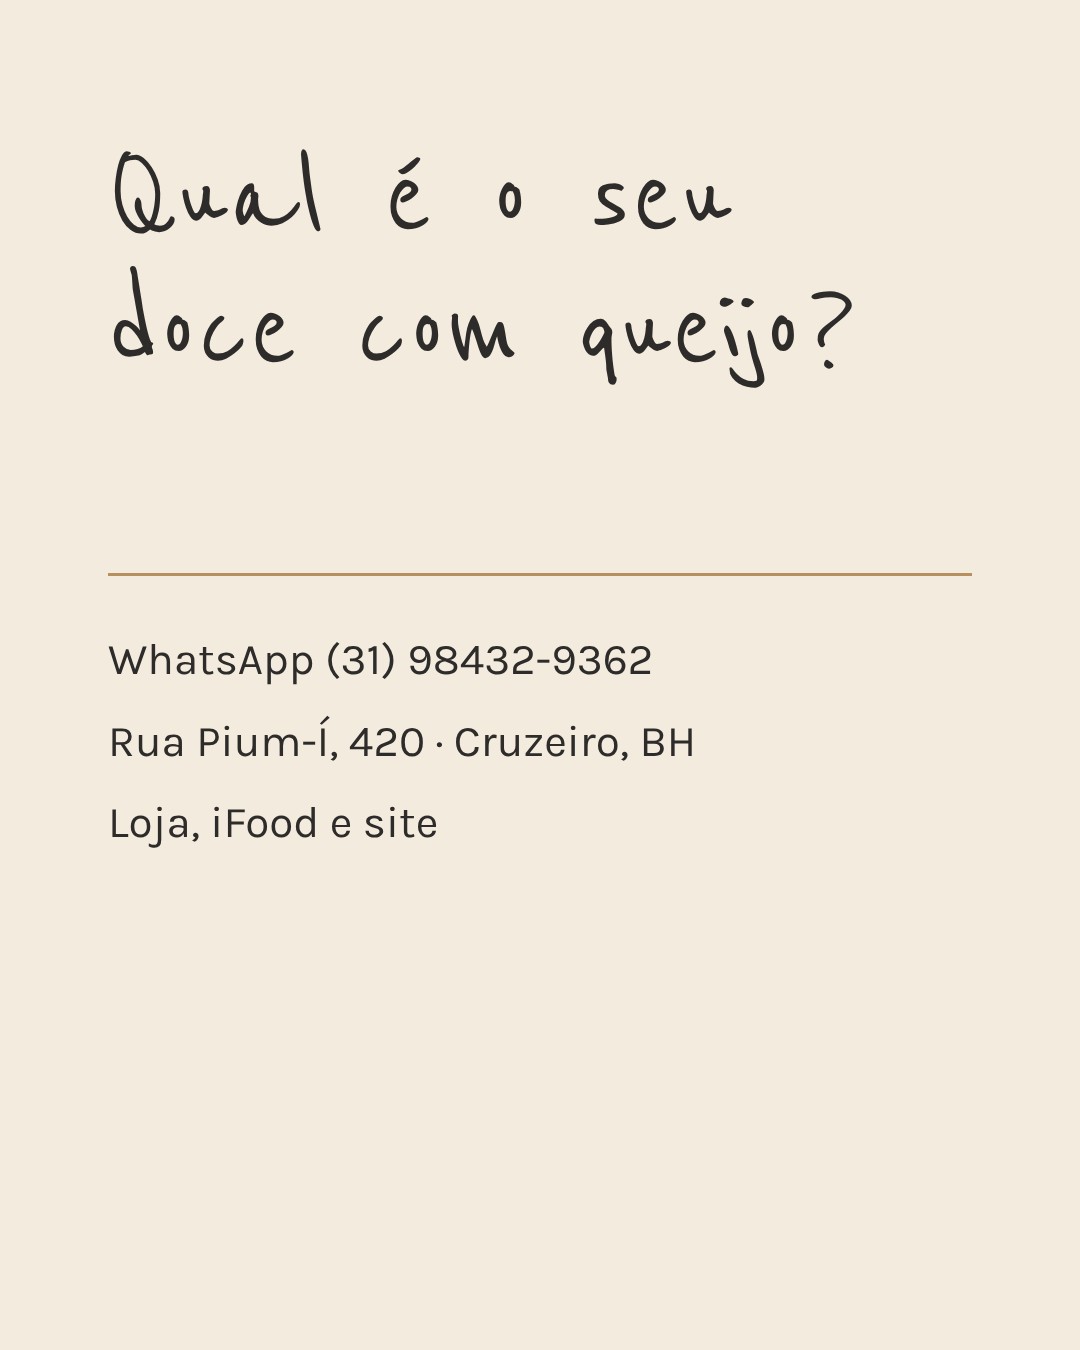 Qual é o seu
doce com queijo?
WhatsApp (31) 98432-9362
Rua Pium-Í, 420 · Cruzeiro, BH
Loja, iFood e site